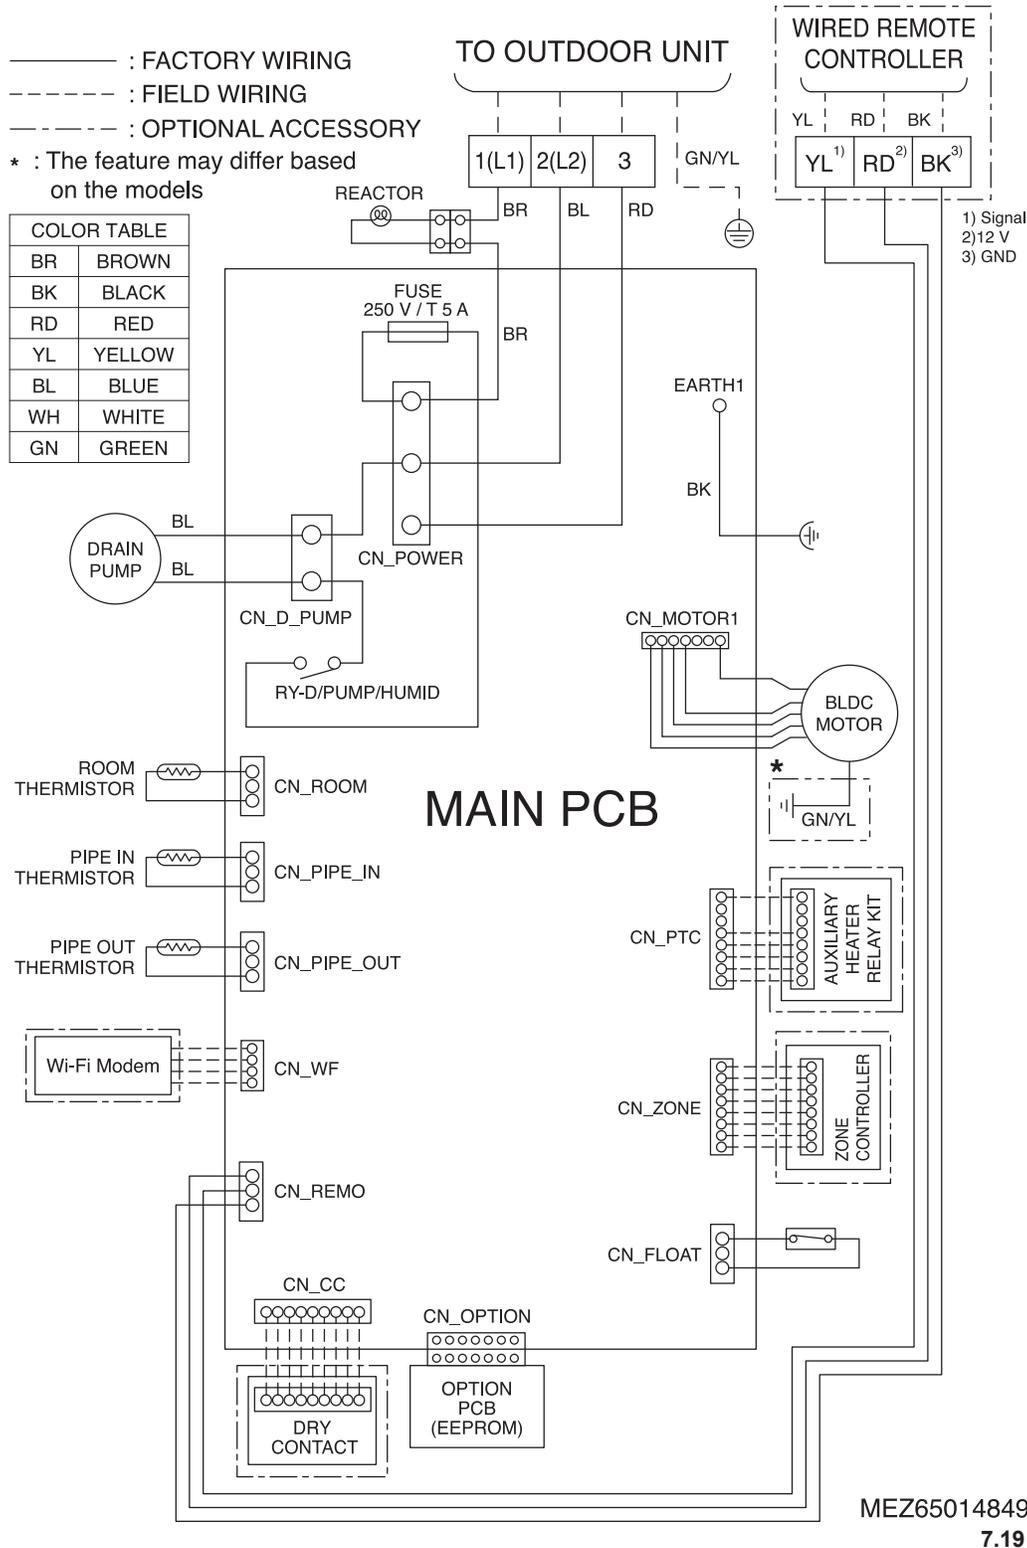 : FACTORY WIRING
: FIELD WIRING
: OPTIONAL ACCESSORY
* : The feature may differ based
on the models
COLOR TABLE
BR BROWN
BK BLACK
RD RED
YL YELLOW
BL BLUE
WH WHITE
GN GREEN
TO OUTDOOR UNIT
1(L1) 2(L2) 3
GN/YL
BR BL RD
REACTOR
WIRED REMOTE
CONTROLLER
YL RD BK
YL1) RD2) BK3)
1) Signal
2)12 V
3) GND
FUSE
250 V / T 5 A
BR
EARTH1
BK
CN_POWER
DRAIN
PUMP
BL
BL
CN_D_PUMP
RY-D/PUMP/HUMID
CN_MOTOR1
BLDC
MOTOR
*
GN/YL
MAIN PCB
ROOM
THERMISTOR
CN_ROOM
PIPE IN
THERMISTOR
CN_PIPE_IN
PIPE OUT
THERMISTOR
CN_PIPE_OUT
CN_PTC
AUXILIARY
HEATER
RELAY KIT
Wi-Fi Modem
CN_WF
CN_ZONE
ZONE
CONTROLLER
CN_REMO
CN_FLOAT
CN_CC
DRY
CONTACT
CN_OPTION
OPTION
PCB
(EEPROM)
MEZ65014849
7.19